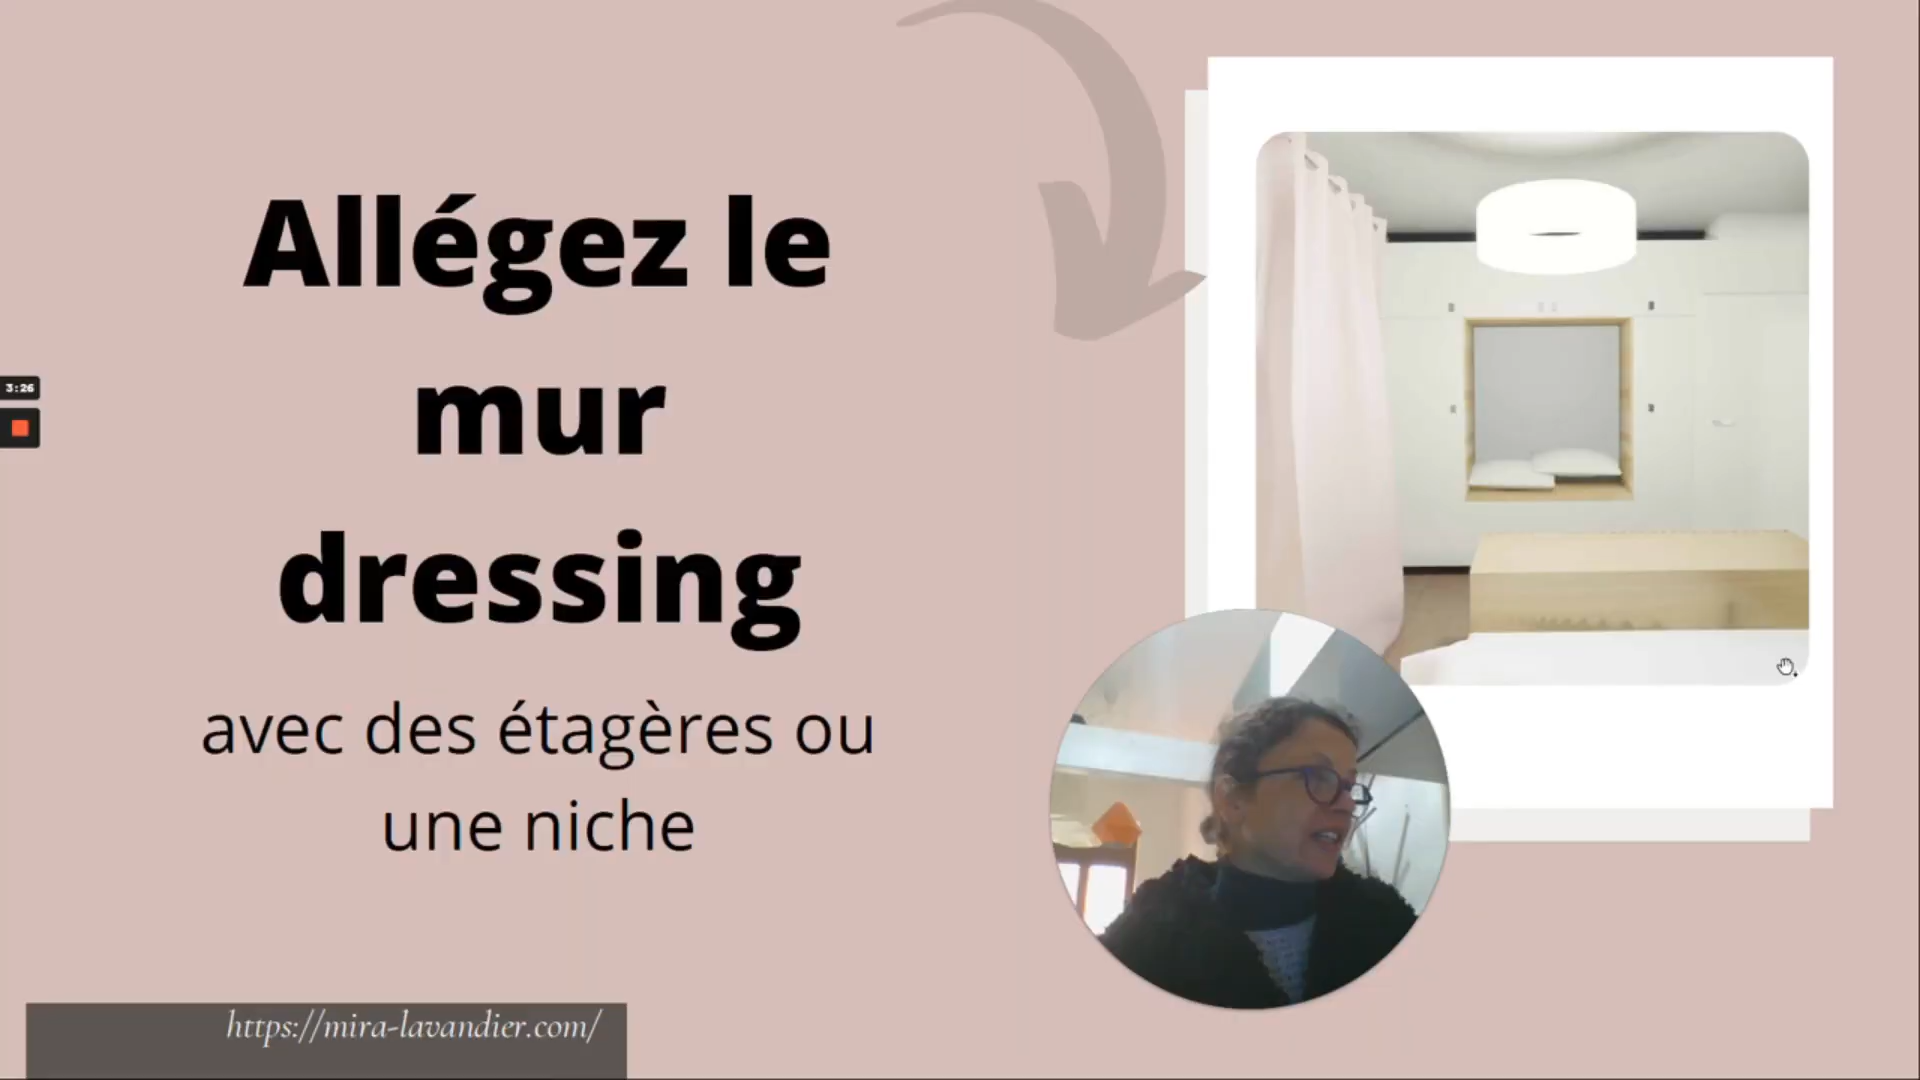 Allégez le
mur
dressing
avec des étagères ou
une niche
3:26
https://mira-lavandier.com/